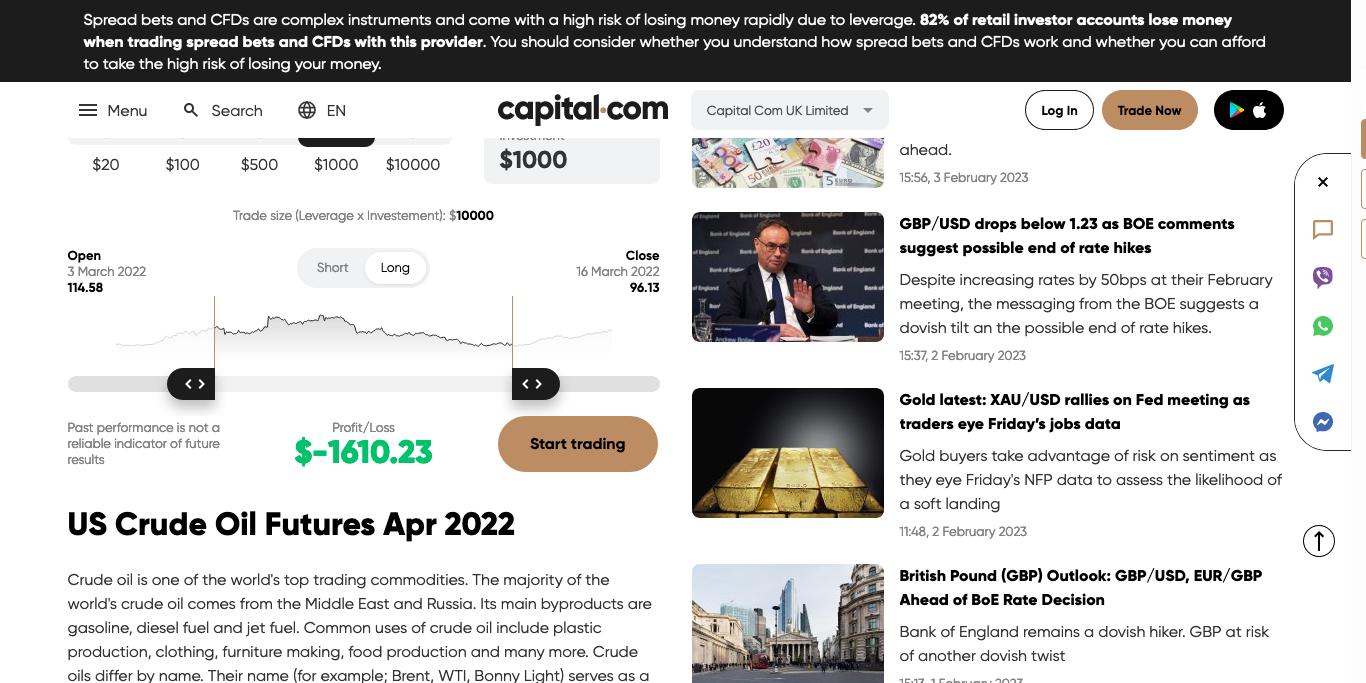 Spread bets and CFDs are complex instruments and come with a high risk of losing money rapidly due to leverage. 82% of retail investor accounts lose money
when trading spread bets and CFDs with this provider. You should consider whether you understand how spread bets and CFDs work and whether you can afford
to take the high risk of losing your money.
Menu
Search
EN
capital.com
Capital Com UK Limited
Log In
Trade Now
Investment
$1000
$20
$100
$500
$1000
$10000
Trade size (Leverage x Investement): $10000
Open
3 March 2022
114.58
Short
Long
Close
16 March 2022
96.13
Past performance is not a
reliable indicator of future
results
Profit/Loss
$-1610.23
Start trading
US Crude Oil Futures Apr 2022
Crude oil is one of the world's top trading commodities. The majority of the
world's crude oil comes from the Middle East and Russia. Its main byproducts are
gasoline, diesel fuel and jet fuel. Common uses of crude oil include plastic
production, clothing, furniture making, food production and many more. Crude
oils differ by name. Their name (for example; Brent, WTI, Bonny Light) serves as a
ahead.
15:56, 3 February 2023
GBP/USD drops below 1.23 as BOE comments
suggest possible end of rate hikes
Despite increasing rates by 50bps at their February
meeting, the messaging from the BOE suggests a
dovish tilt an the possible end of rate hikes.
15:37, 2 February 2023
Gold latest: XAU/USD rallies on Fed meeting as
traders eye Friday’s jobs data
Gold buyers take advantage of risk on sentiment as
they eye Friday's NFP data to assess the likelihood of
a soft landing
11:48, 2 February 2023
British Pound (GBP) Outlook: GBP/USD, EUR/GBP
Ahead of BoE Rate Decision
Bank of England remains a dovish hiker. GBP at risk
of another dovish twist
15:13, 1 February 2023